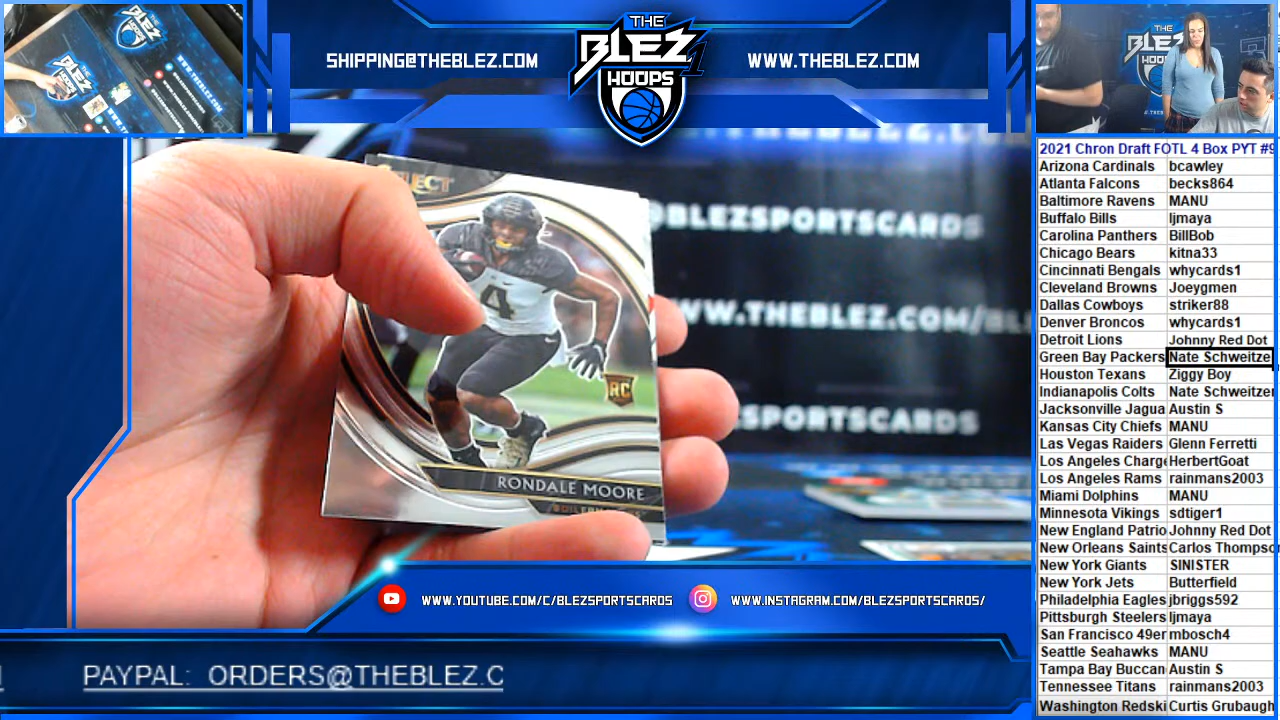 SHIPPING@THEBLEZ.COM
THE
BLEZ
HOOPS
WWW.THEBLEZ.COM
THE
BLEZ
HOOPS
2021 Chron Draft FOTL 4 Box PYT #9
Arizona Cardinals bcawley
Atlanta Falcons becks864
Baltimore Ravens MANU
Buffalo Bills ljmaya
Carolina Panthers BillBob
Chicago Bears kitna33
Cincinnati Bengals whycards1
Cleveland Browns Joeygmen
Dallas Cowboys striker88
Denver Broncos whycards1
Detroit Lions Johnny Red Dot
Green Bay Packers Nate Schweitze
Houston Texans Ziggy Boy
Indianapolis Colts Nate Schweitzer
Jacksonville Jagua Austin S
Kansas City Chiefs MANU
Las Vegas Raiders Glenn Ferretti
Los Angeles Charge HerbertGoat
Los Angeles Rams rainmans2003
Miami Dolphins MANU
Minnesota Vikings sdtiger1
New England Patrio Johnny Red Dot
New Orleans Saints Carlos Thompso
New York Giants SINISTER
New York Jets Butterfield
Philadelphia Eagles jbriggs592
Pittsburgh Steelers ljmaya
San Francisco 49er mbosch4
Seattle Seahawks MANU
Tampa Bay Buccan Austin S
Tennessee Titans rainmans2003
Washington Redski Curtis Grubaugh
@BLEZSPORTSCARDS
WWW.THEBLEZ.COM/BLE
ZSPORTSCARDS
4
RC
RONDALE MOORE
WWW.YOUTUBE.COM/C/BLEZSPORTSCARDS
WWW.INSTAGRAM.COM/BLEZSPORTSCARDS/
PAYPAL: ORDERS@THEBLEZ.C